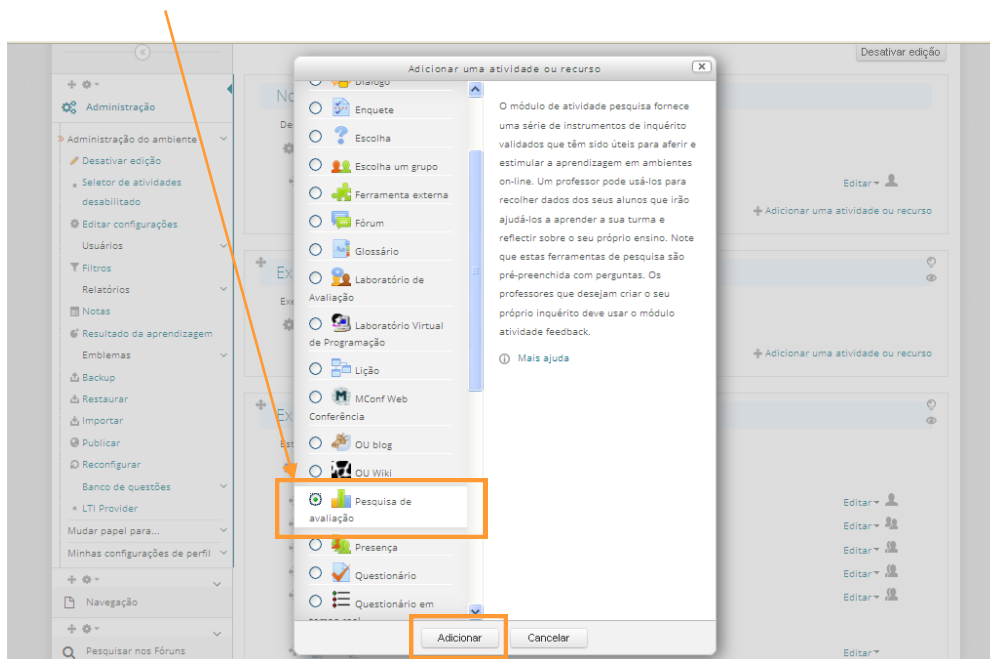 Desativar edição
Administração
Administração do ambiente
Desativar edição
Seletor de atividades
desabilitado
Editar configurações
Usuários
Filtros
Relatórios
Notas
Resultado da aprendizagem
Emblemas
Backup
Restaurar
Importar
Publicar
Reconfigurar
Banco de questões
LTI Provider
Mudar papel para...
Minhas configurações de perfil
Navegação
Pesquisar nos Fóruns
Adicionar uma atividade ou recurso
Diálogo
Enquete
Escolha
Escolha um grupo
Ferramenta externa
Fórum
Glossário
Laboratório de
Avaliação
Laboratório Virtual
de Programação
Lição
MConf Web
Conferência
OU blog
OU Wiki
Pesquisa de
avaliação
Presença
Questionário
Questionário em
O módulo de atividade pesquisa fornece
uma série de instrumentos de inquérito
validados que têm sido úteis para aferir e
estimular a aprendizagem em ambientes
on-line. Um professor pode usá-los para
recolher dados dos seus alunos que irão
ajudá-los a aprender a sua turma e
reflectir sobre o seu próprio ensino. Note
que estas ferramentas de pesquisa são
pré-preenchida com perguntas. Os
professores que desejam criar o seu
próprio inquérito deve usar o módulo
atividade feedback.
Mais ajuda
Adicionar
Cancelar
Editar
Adicionar uma atividade ou recurso
Adicionar uma atividade ou recurso
Editar
Editar
Editar
Editar
Editar
Editar